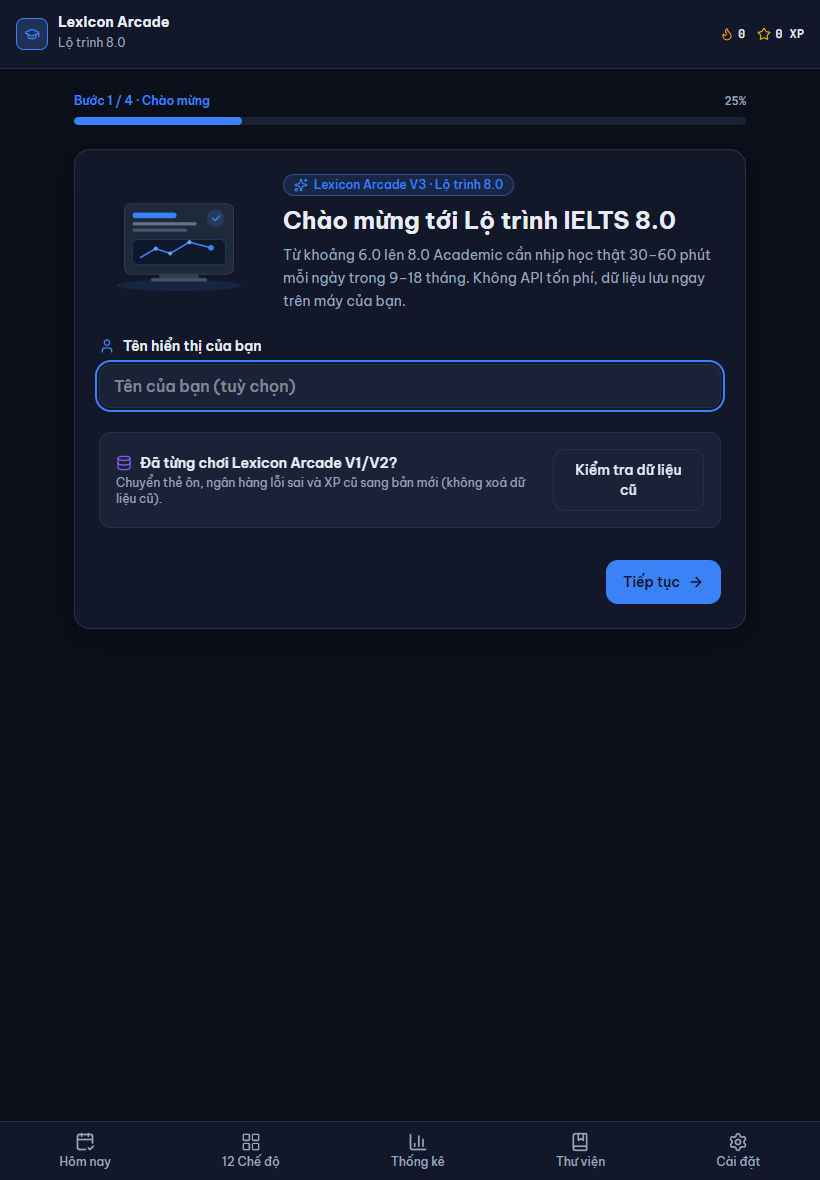 Lexicon Arcade
Lộ trình 8.0
0
0 XP
Bước 1 / 4 · Chào mừng
25%
Lexicon Arcade V3 · Lộ trình 8.0
Chào mừng tới Lộ trình IELTS 8.0
Từ khoảng 6.0 lên 8.0 Academic cần nhịp học thật 30–60 phút
mỗi ngày trong 9–18 tháng. Không API tốn phí, dữ liệu lưu ngay
trên máy của bạn.
Tên hiển thị của bạn
Tên của bạn (tuỳ chọn)
Đã từng chơi Lexicon Arcade V1/V2?
Chuyển thẻ ôn, ngân hàng lỗi sai và XP cũ sang bản mới (không xoá dữ
liệu cũ).
Kiểm tra dữ liệu
cũ
Tiếp tục
Hôm nay
12 Chế độ
Thống kê
Thư viện
Cài đặt